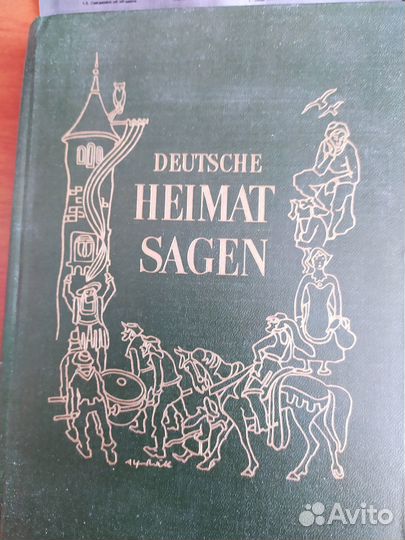 DEUTSCHE
HEIMAT
SAGEN
Avito